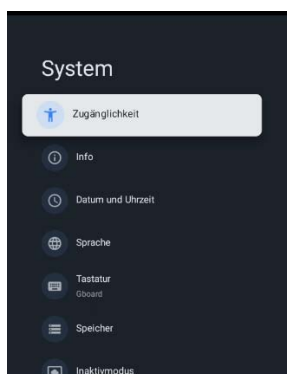 System
Zugänglichkeit
Info
Datum und Uhrzeit
Sprache
Tastatur
Gboard
Speicher
Inaktivmodus